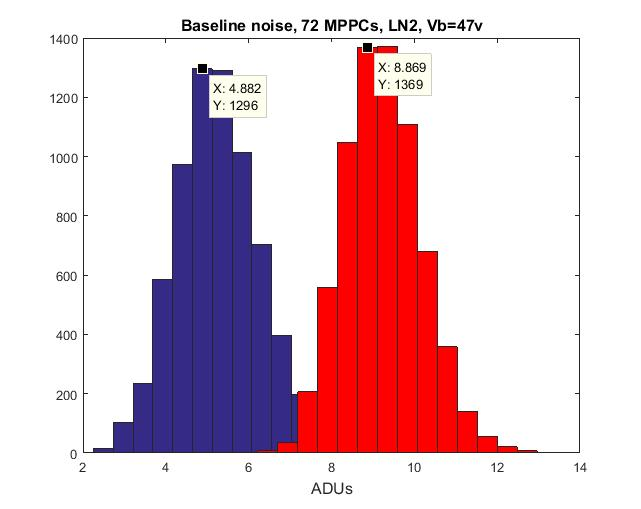 Baseline noise, 72 MPPCs, LN2, Vb=47v
1400
1200
1000
800
600
400
200
0
X: 4.882
Y: 1296
X: 8.869
Y: 1369
2 4 6 8 10 12 14
ADUs